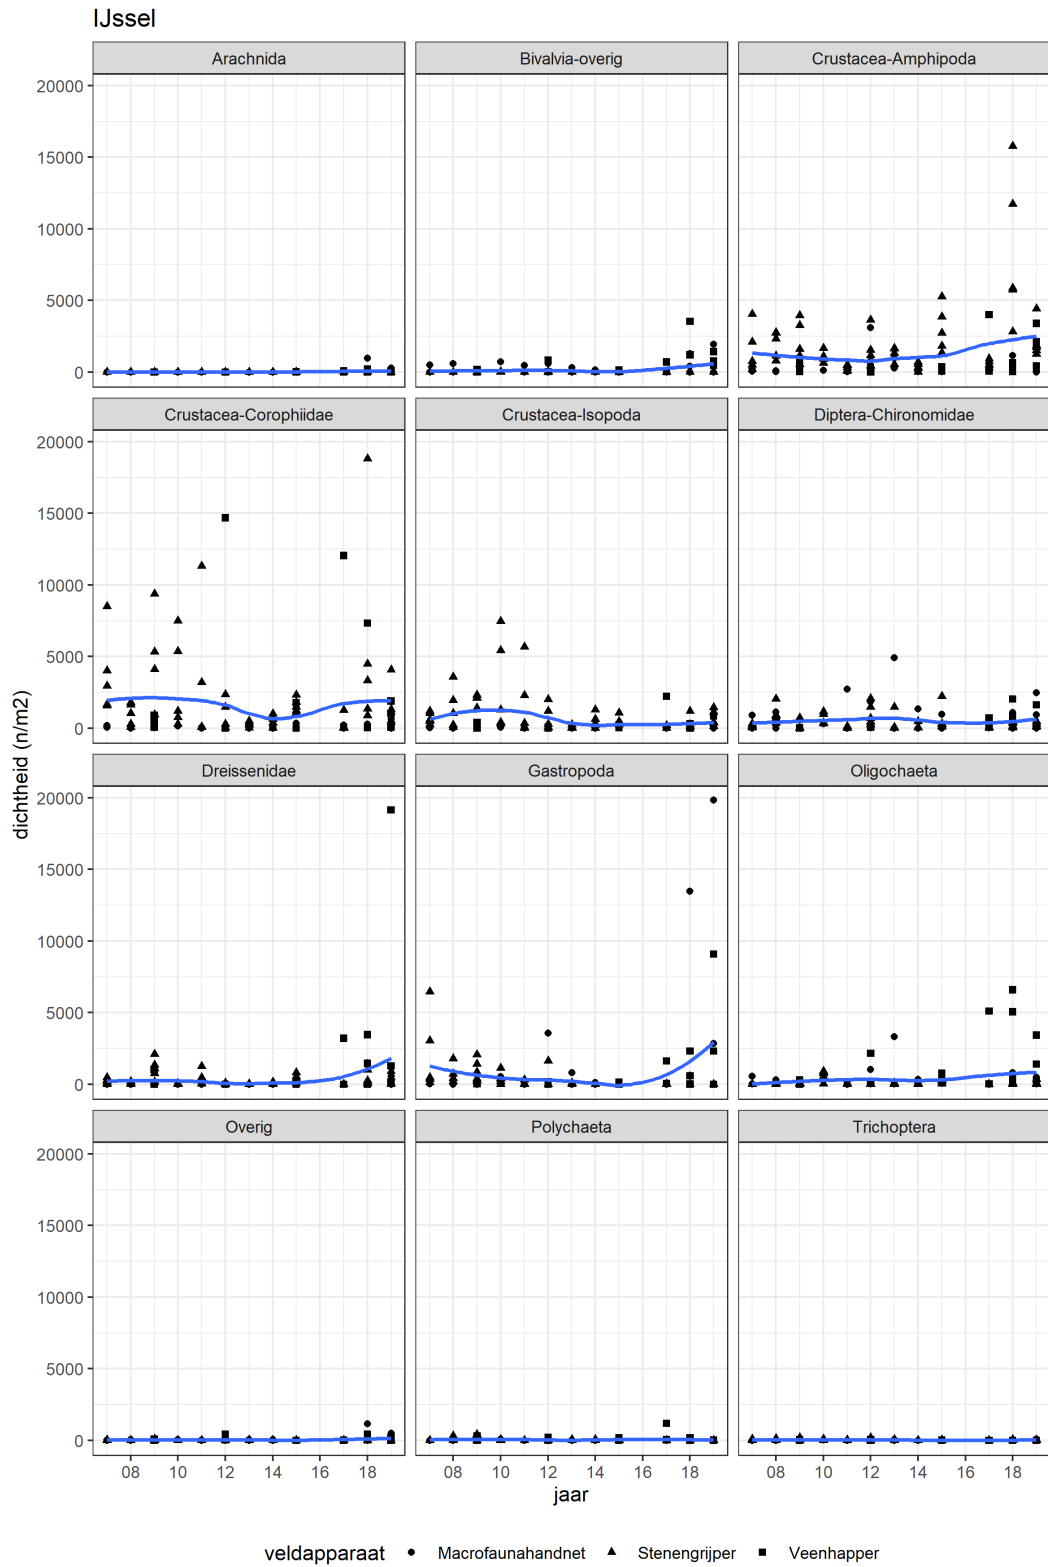 IJssel
Arachnida
Bivalvia-overig
Crustacea-Amphipoda
20000
15000
10000
5000
0
Crustacea-Corophiidae
Crustacea-Isopoda
Diptera-Chironomidae
20000
15000
10000
5000
0
dichtheid (n/m2)
Dreissenidae
Gastropoda
Oligochaeta
20000
15000
10000
5000
0
Overig
Polychaeta
Trichoptera
20000
15000
10000
5000
0
08 10 12 14 16 18 08 10 12 14 16 18 08 10 12 14 16 18
jaar
veldapparaat Macrofaunahandnet Stenengrijper Veenhapper